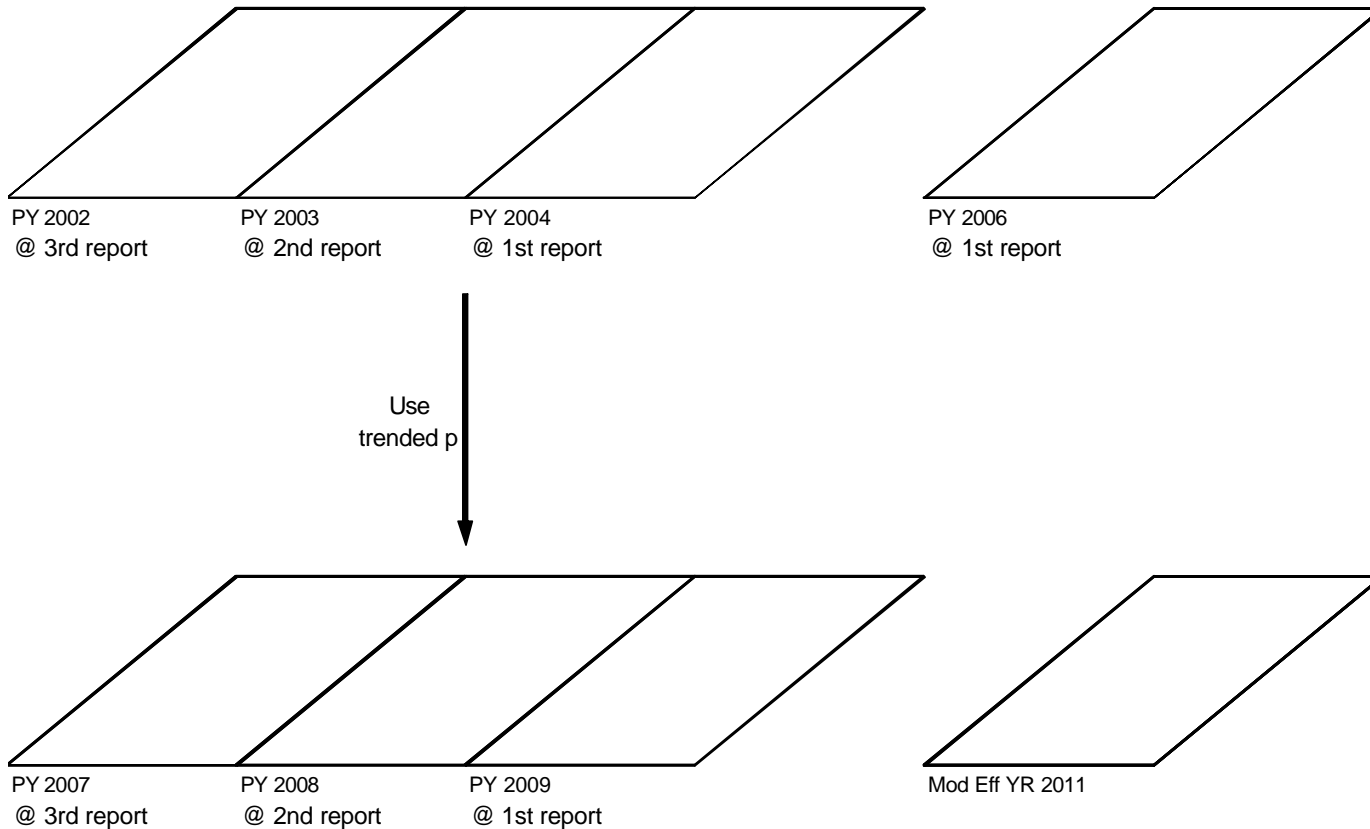 PY 2002
@ 3rd report
PY 2003
@ 2nd report
PY 2004
@ 1st report
PY 2006
@ 1st report
Use
trended p
PY 2007
@ 3rd report
PY 2008
@ 2nd report
PY 2009
@ 1st report
Mod Eff YR 2011